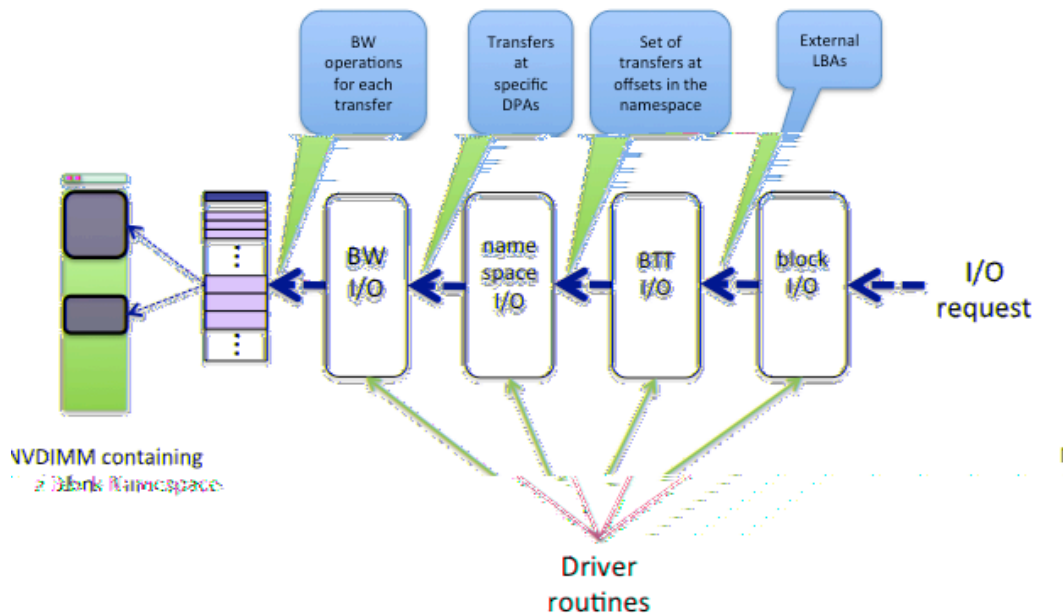 BW
operations
for each
transfer
Transfers
at
specific
DPAs
Set of
transfers at
offsets in the
namespace
External
LBAs
BW
I/O
name
space
I/O
BTT
I/O
block
I/O
I/O
request
NVDIMM containing
Driver
routines